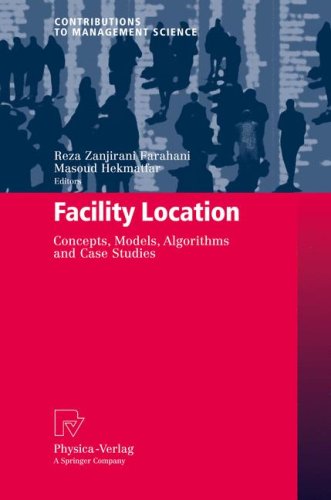 CONTRIBUTIONS
TO MANAGEMENT SCIENCE
Reza Zanjirani Farahani
Masoud Hekmatfar
Editors
Facility Location
Concepts, Models, Algorithms
and Case Studies
Physica-Verlag
A Springer Company